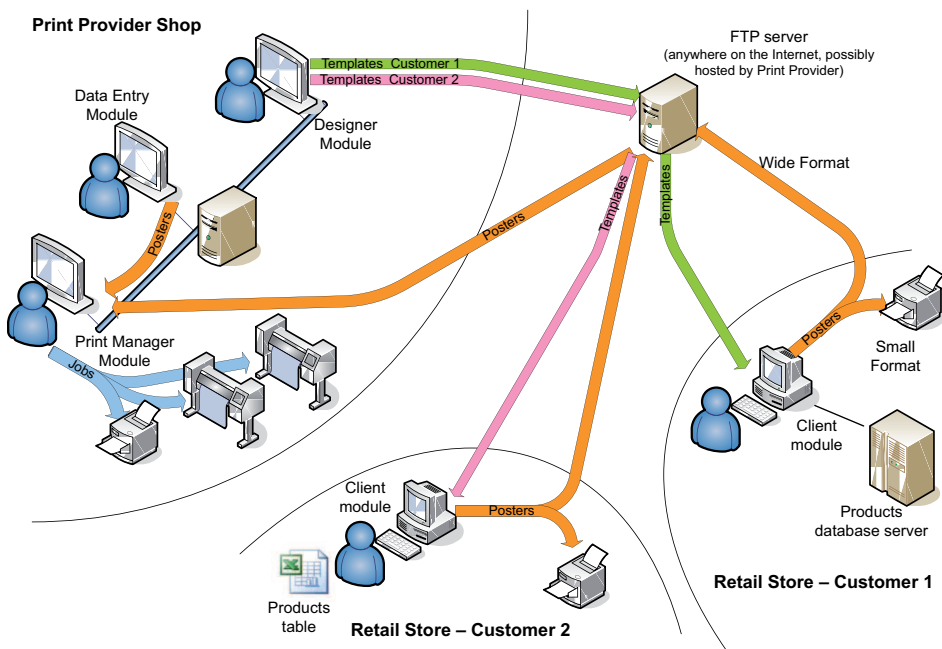 Print Provider Shop
FTP server
(anywhere on the Internet, possibly
hosted by Print Provider)
Templates Customer 1
Templates Customer 2
Data Entry
Module
Designer
Module
Wide Format
Templates
Templates
Posters
Posters
Print Manager
Module
Jobs
Posters
Small
Format
Client
module
Products
database server
Retail Store – Customer 1
Client
module
Posters
Products
table
Retail Store – Customer 2